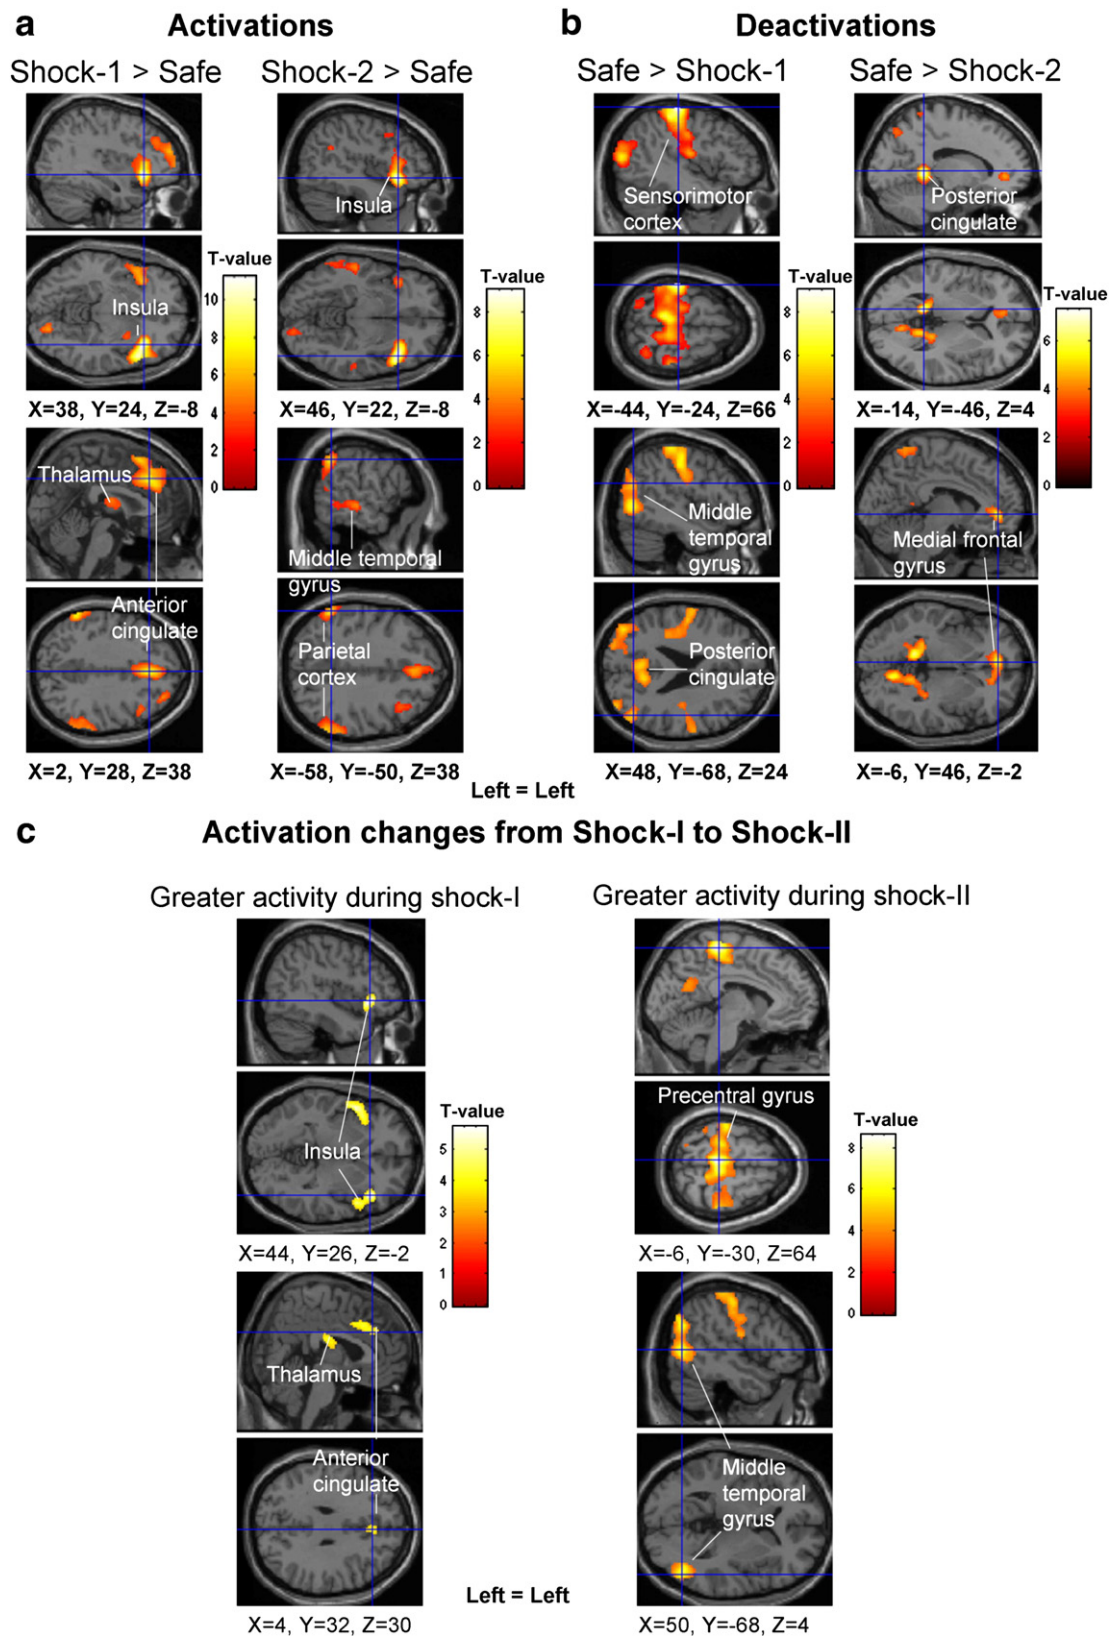 a
Activations
b
Deactivations
Shock-1 > Safe
Shock-2 > Safe
Safe > Shock-1
Safe > Shock-2
Insula
Insula
T-value
10
8
6
4
2
0
T-value
8
6
4
2
0
X=38, Y=24, Z=-8
X=46, Y=22, Z=-8
Thalamus
Anterior
cingulate
Middle temporal
gyrus
Parietal
cortex
X=2, Y=28, Z=38
X=-58, Y=-50, Z=38
Sensorimotor
cortex
Posterior
cingulate
T-value
8
6
4
2
0
T-value
6
4
2
0
X=-44, Y=-24, Z=66
X=-14, Y=-46, Z=4
Middle
temporal
gyrus
Posterior
cingulate
Medial frontal
gyrus
X=48, Y=-68, Z=24
X=-6, Y=46, Z=-2
Left = Left
c
Activation changes from Shock-I to Shock-II
Greater activity during shock-I
Greater activity during shock-II
Insula
T-value
5
4
3
2
1
0
X=44, Y=26, Z=-2
Thalamus
Anterior
cingulate
X=4, Y=32, Z=30
Precentral gyrus
T-value
8
6
4
2
0
X=-6, Y=-30, Z=64
Middle
temporal
gyrus
X=50, Y=-68, Z=4
Left = Left